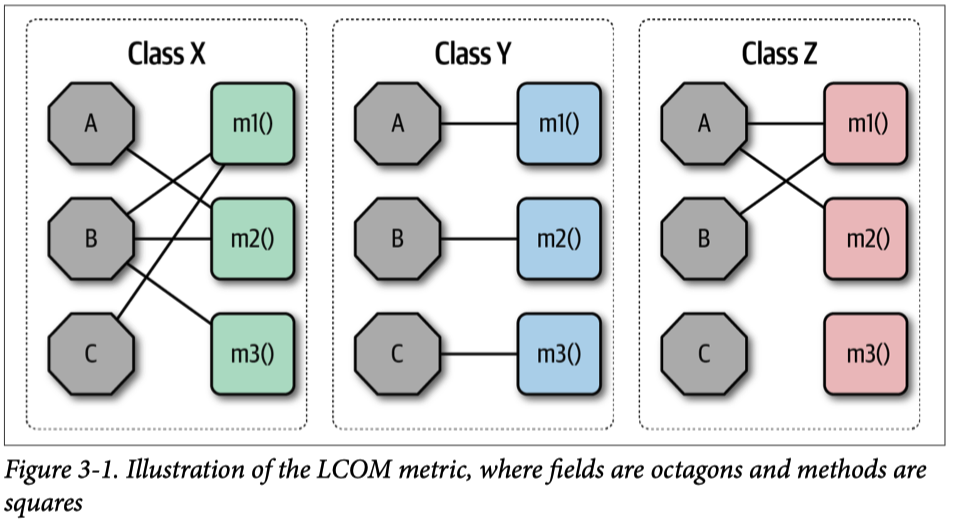 Class X
A
m1()
B
m2()
C
m3()
Class Y
A
m1()
B
m2()
C
m3()
Class Z
A
m1()
B
m2()
C
m3()
Figure 3-1. Illustration of the LCOM metric, where fields are octagons and methods are
squares